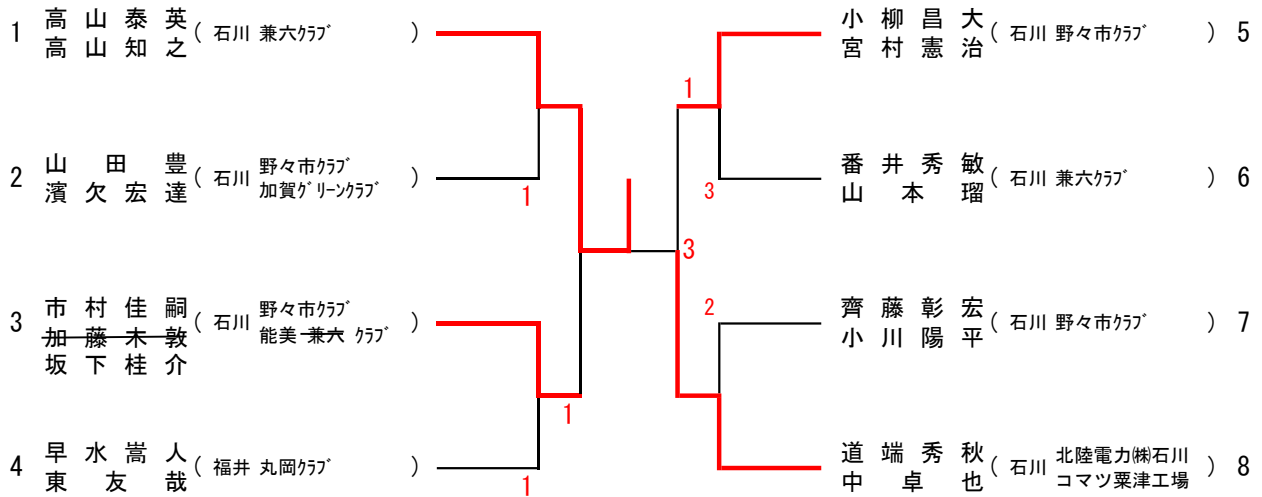 1 高山泰英 ( 石川 兼六ｸﾗﾌﾞ )
高山知之
2 山田豊 ( 石川 野々市ｸﾗﾌﾞ )
濱欠宏達 加賀ｸﾞﾘｰﾝｸﾗﾌﾞ
1
3 市村佳嗣 ( 石川 野々市ｸﾗﾌﾞ )
加藤木敦 能美 兼六 ｸﾗﾌﾞ
坂下桂介
1
4 早水嵩人 ( 福井 丸岡ｸﾗﾌﾞ )
東友哉
1
小柳昌大 ( 石川 野々市ｸﾗﾌﾞ ) 5
宮村憲治
1
番井秀敏 ( 石川 兼六ｸﾗﾌﾞ ) 6
山本瑠
3
3
2
齊藤彰宏 ( 石川 野々市ｸﾗﾌﾞ ) 7
小川陽平
道端秀秋 ( 石川 北陸電力㈱石川 ) 8
中卓也 コマツ粟津工場